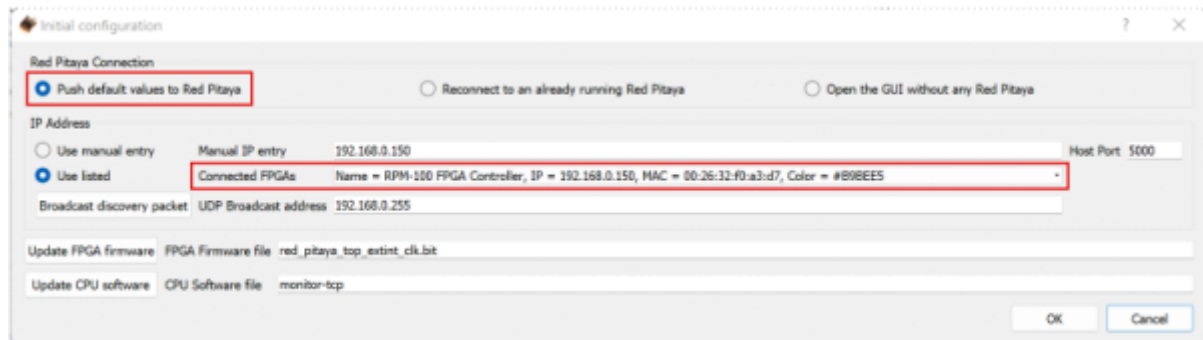 Initial configuration ? ×
Red Pitaya Connection
Push default values to Red Pitaya Reconnect to an already running Red Pitaya Open the GUI without any Red Pitaya
IP Address
Use manual entry Manual IP entry 192.168.0.150 Host Port 5000
Use listed Connected FPGAs Name = RPM-100 FPGA Controller, IP = 192.168.0.150, MAC = 00:26:32:f0:a3:d7, Color = #B9BEE5
Broadcast discovery packet UDP Broadcast address 192.168.0.255
Update FPGA firmware FPGA Firmware file red_pitaya_top_extint_clk.bit
Update CPU software CPU Software file monitor-tcp
OK Cancel